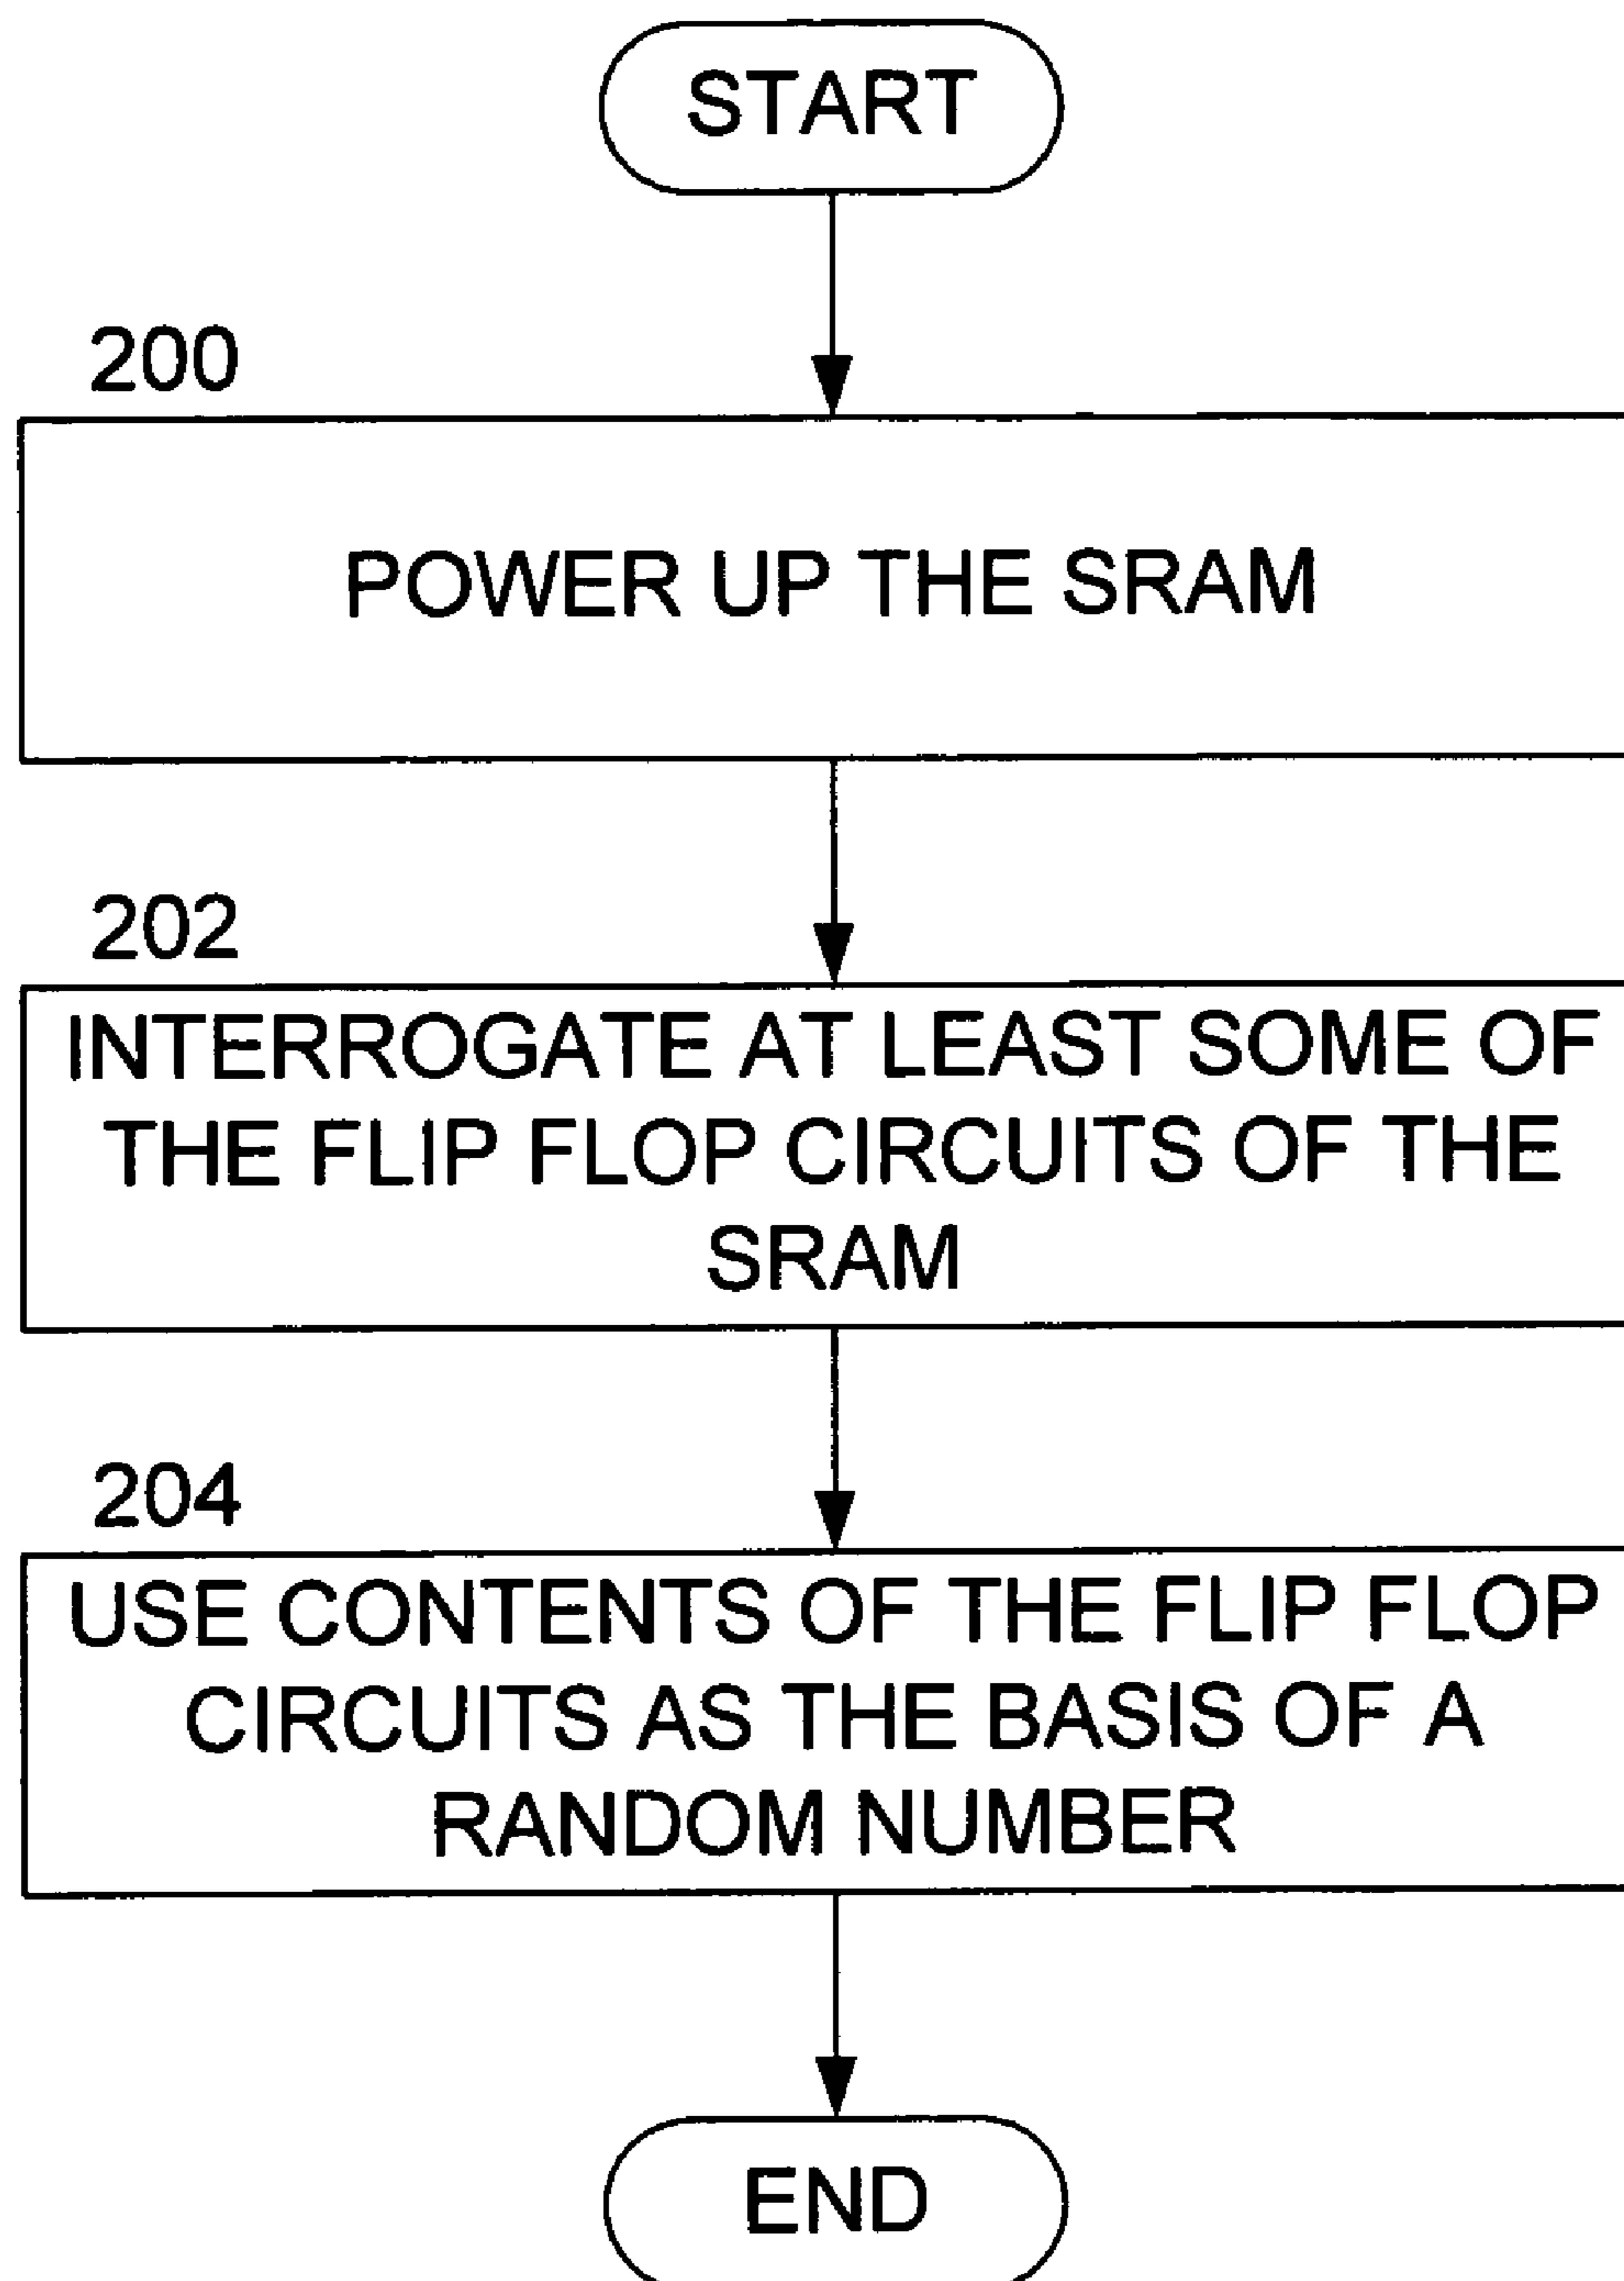 START
200
POWER UP THE SRAM
202
INTERROGATE AT LEAST SOME OF
THE FLIP FLOP CIRCUITS OF THE
SRAM
204
USE CONTENTS OF THE FLIP FLOP
CIRCUITS AS THE BASIS OF A
RANDOM NUMBER
END